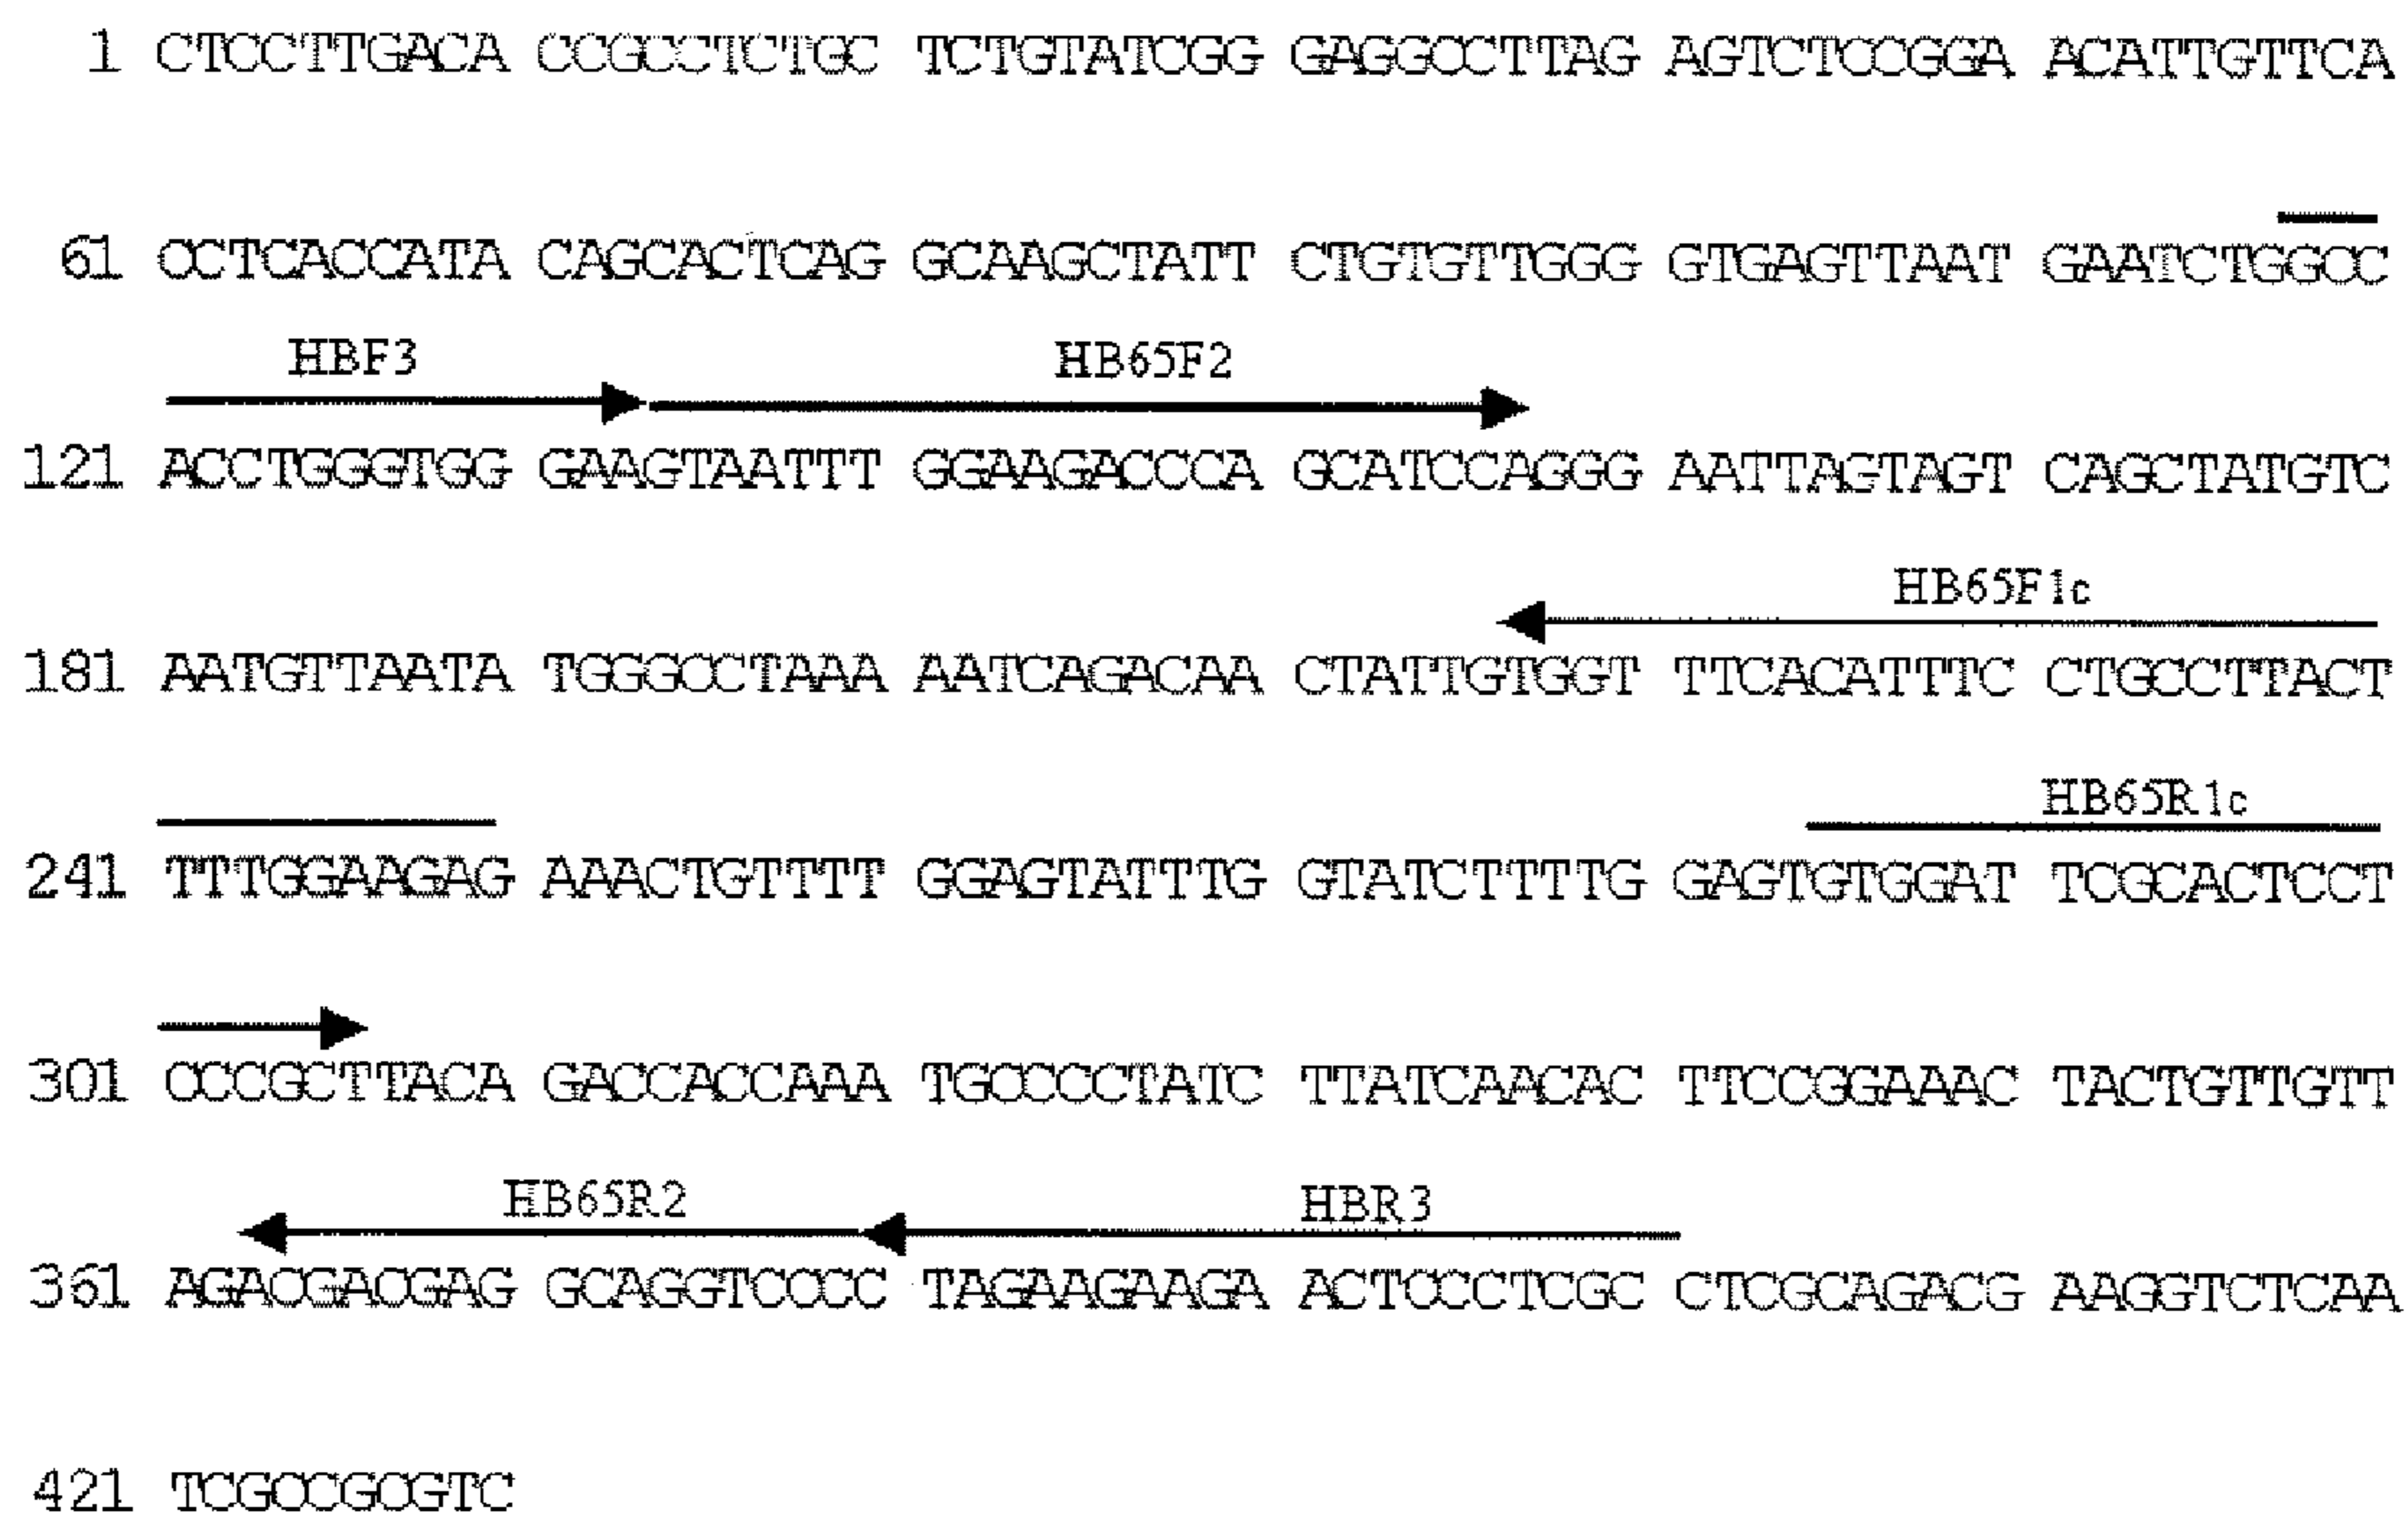 1 CTCCTTGACA CCGCCTCTGC TCTGTATCGG GAGGCCTTAG AGTCTCCGGA ACATTGTTCA
61 CCTCACCATA CAGCACTCAG GCAAGCTATT CTGTGTTGGG GTGAGTTAAT GAATCTGGCC
HBF3 HB65F2
121 ACCTGGGTGG GAAGTAATTT GGAAGACCCA GCATCCAGGG AATTAGTAGT CAGCTATGTC
HB65F1c
181 AATGTTAATA TGGGCCTAAA AATCAGACAA CTATTGTGGT TTCACATTTC CTGCCTTACT
HB65R1c
241 TTTGGAAGAG AAACTGTTTT GGAGTATTTG GTATCTTTTG GAGTGTGGAT TCGCACTCCT
301 CCCGCTTACA GACCACCAAA TGCCCCTATC TTATCAACAC TTCCGGAAAC TACTGTTGTT
HB65R2 HBR3
361 AGACGACGAG GCAGGTCCCC TAGAAGAAGA ACTCCCTCGC CTCGCAGACG AAGGTCTCAA
421 TCGCCGCGTC